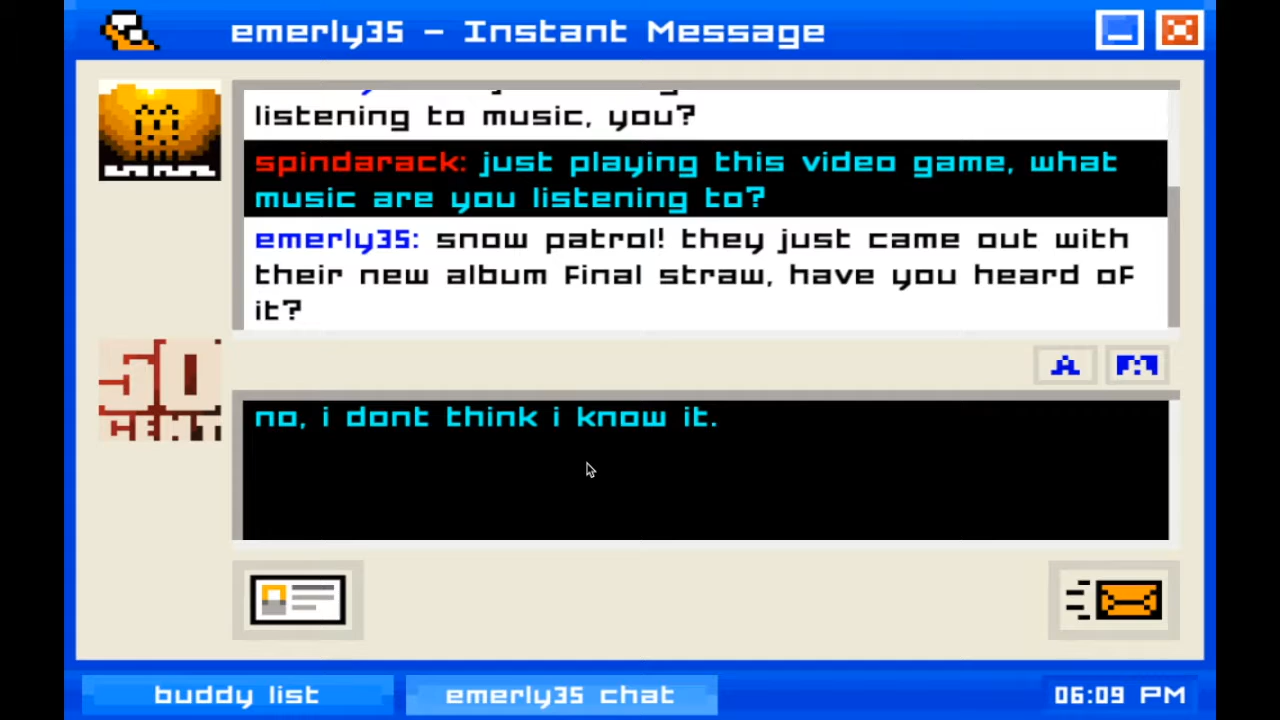 emerly35 - Instant Message
listening to music, you?
spindarack: just playing this video game, what
music are you listening to?
emerly35: snow patrol! they just came out with
their new album final straw, have you heard of
it?
A
50
CENT
no, i dont think i know it.
buddy list
emerly35 chat
06:09 PM